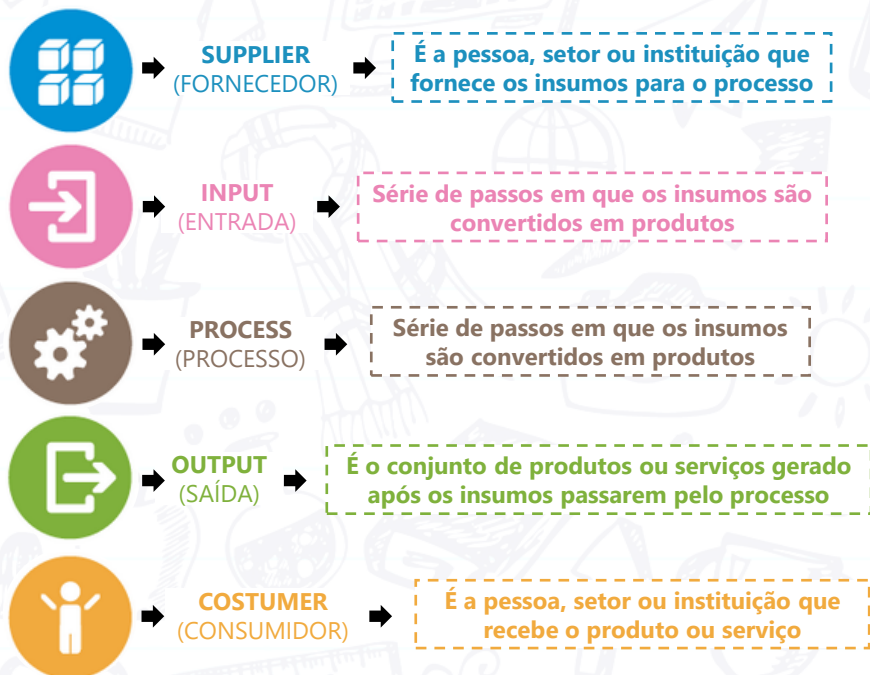 SUPPLIER
(FORNECEDOR)
É a pessoa, setor ou instituição que
fornece os insumos para o processo
INPUT
(ENTRADA)
Série de passos em que os insumos são
convertidos em produtos
PROCESS
(PROCESSO)
Série de passos em que os insumos
são convertidos em produtos
OUTPUT
(SAÍDA)
É o conjunto de produtos ou serviços gerado
após os insumos passarem pelo processo
COSTUMER
(CONSUMIDOR)
É a pessoa, setor ou instituição que
recebe o produto ou serviço